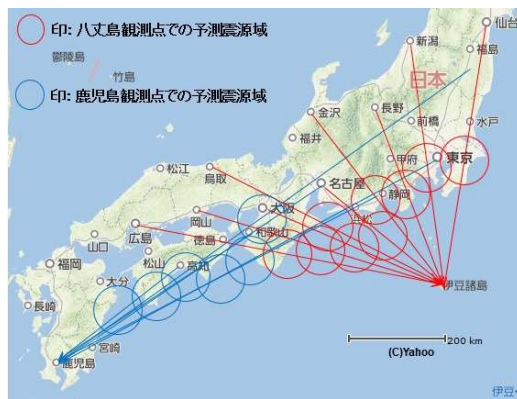 印: 八丈島観測点での予測震源域
仙台
新潟
鬱陵島
福島
竹島
日本
印: 鹿児島観測点での予測震源域
金沢
長野
前橋
水戸
福井
甲府
東京
松江
鳥取
名古屋
静岡
岡山
大阪
浜松
広島
徳島
和歌山
山口
松山
高知
福岡
大分
伊豆諸島
長崎
200 km
宮崎
(C)Yahoo
鹿児島